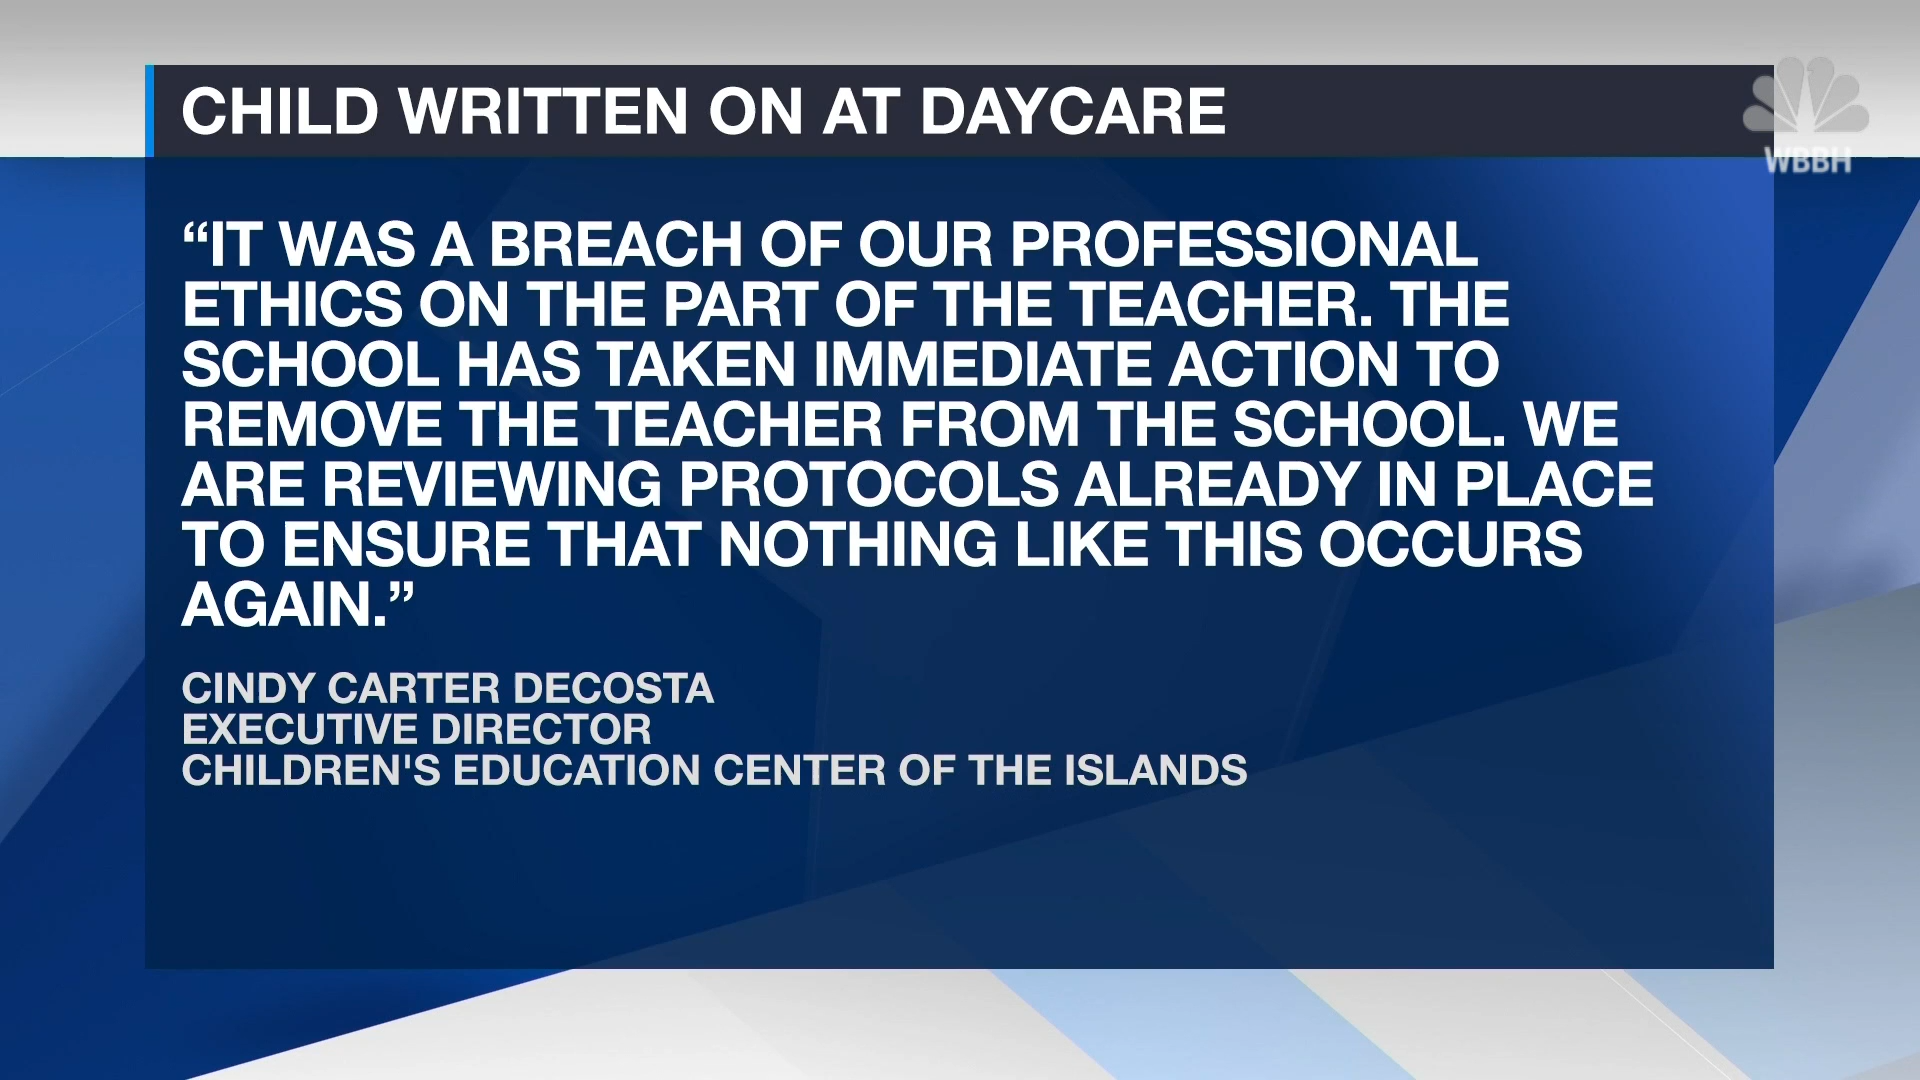 CHILD WRITTEN ON AT DAYCARE
WBBH
“IT WAS A BREACH OF OUR PROFESSIONAL
ETHICS ON THE PART OF THE TEACHER. THE
SCHOOL HAS TAKEN IMMEDIATE ACTION TO
REMOVE THE TEACHER FROM THE SCHOOL. WE
ARE REVIEWING PROTOCOLS ALREADY IN PLACE
TO ENSURE THAT NOTHING LIKE THIS OCCURS
AGAIN.”
CINDY CARTER DECOSTA
EXECUTIVE DIRECTOR
CHILDREN'S EDUCATION CENTER OF THE ISLANDS